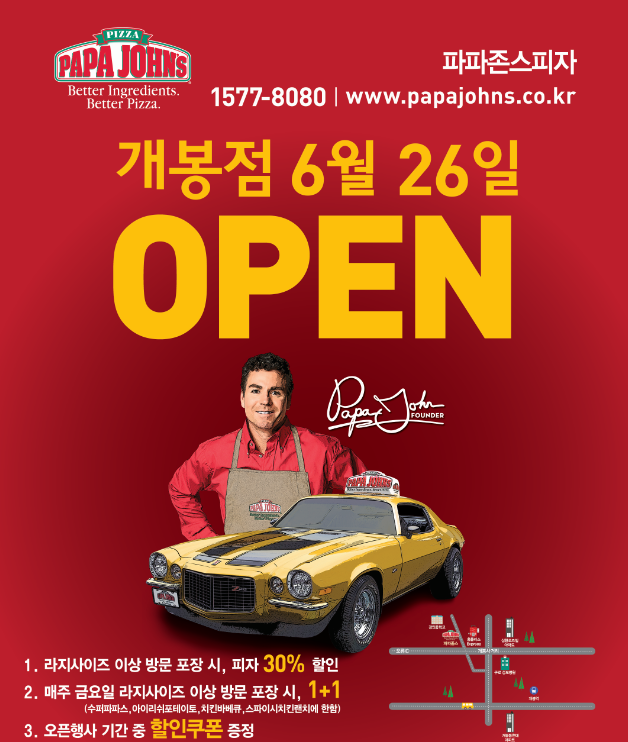 PIZZA
PAPA JOHN'S
Better Ingredients.
Better Pizza.
파파존스피자
1577-8080 | www.papajohns.co.kr
개봉점 6월 26일
OPEN
Papa John
FOUNDER
PAPA JOHN'S
PAPA JOHN'S
1. 라지사이즈 이상 방문 포장 시, 피자 30% 할인
2. 매주 금요일 라지사이즈 이상 방문 포장 시, 1+1
(수퍼파파스,아이리쉬포테이토,치킨바베큐,스파이시치킨랜치에 한함)
3. 오픈행사 기간 중 할인쿠폰 증정